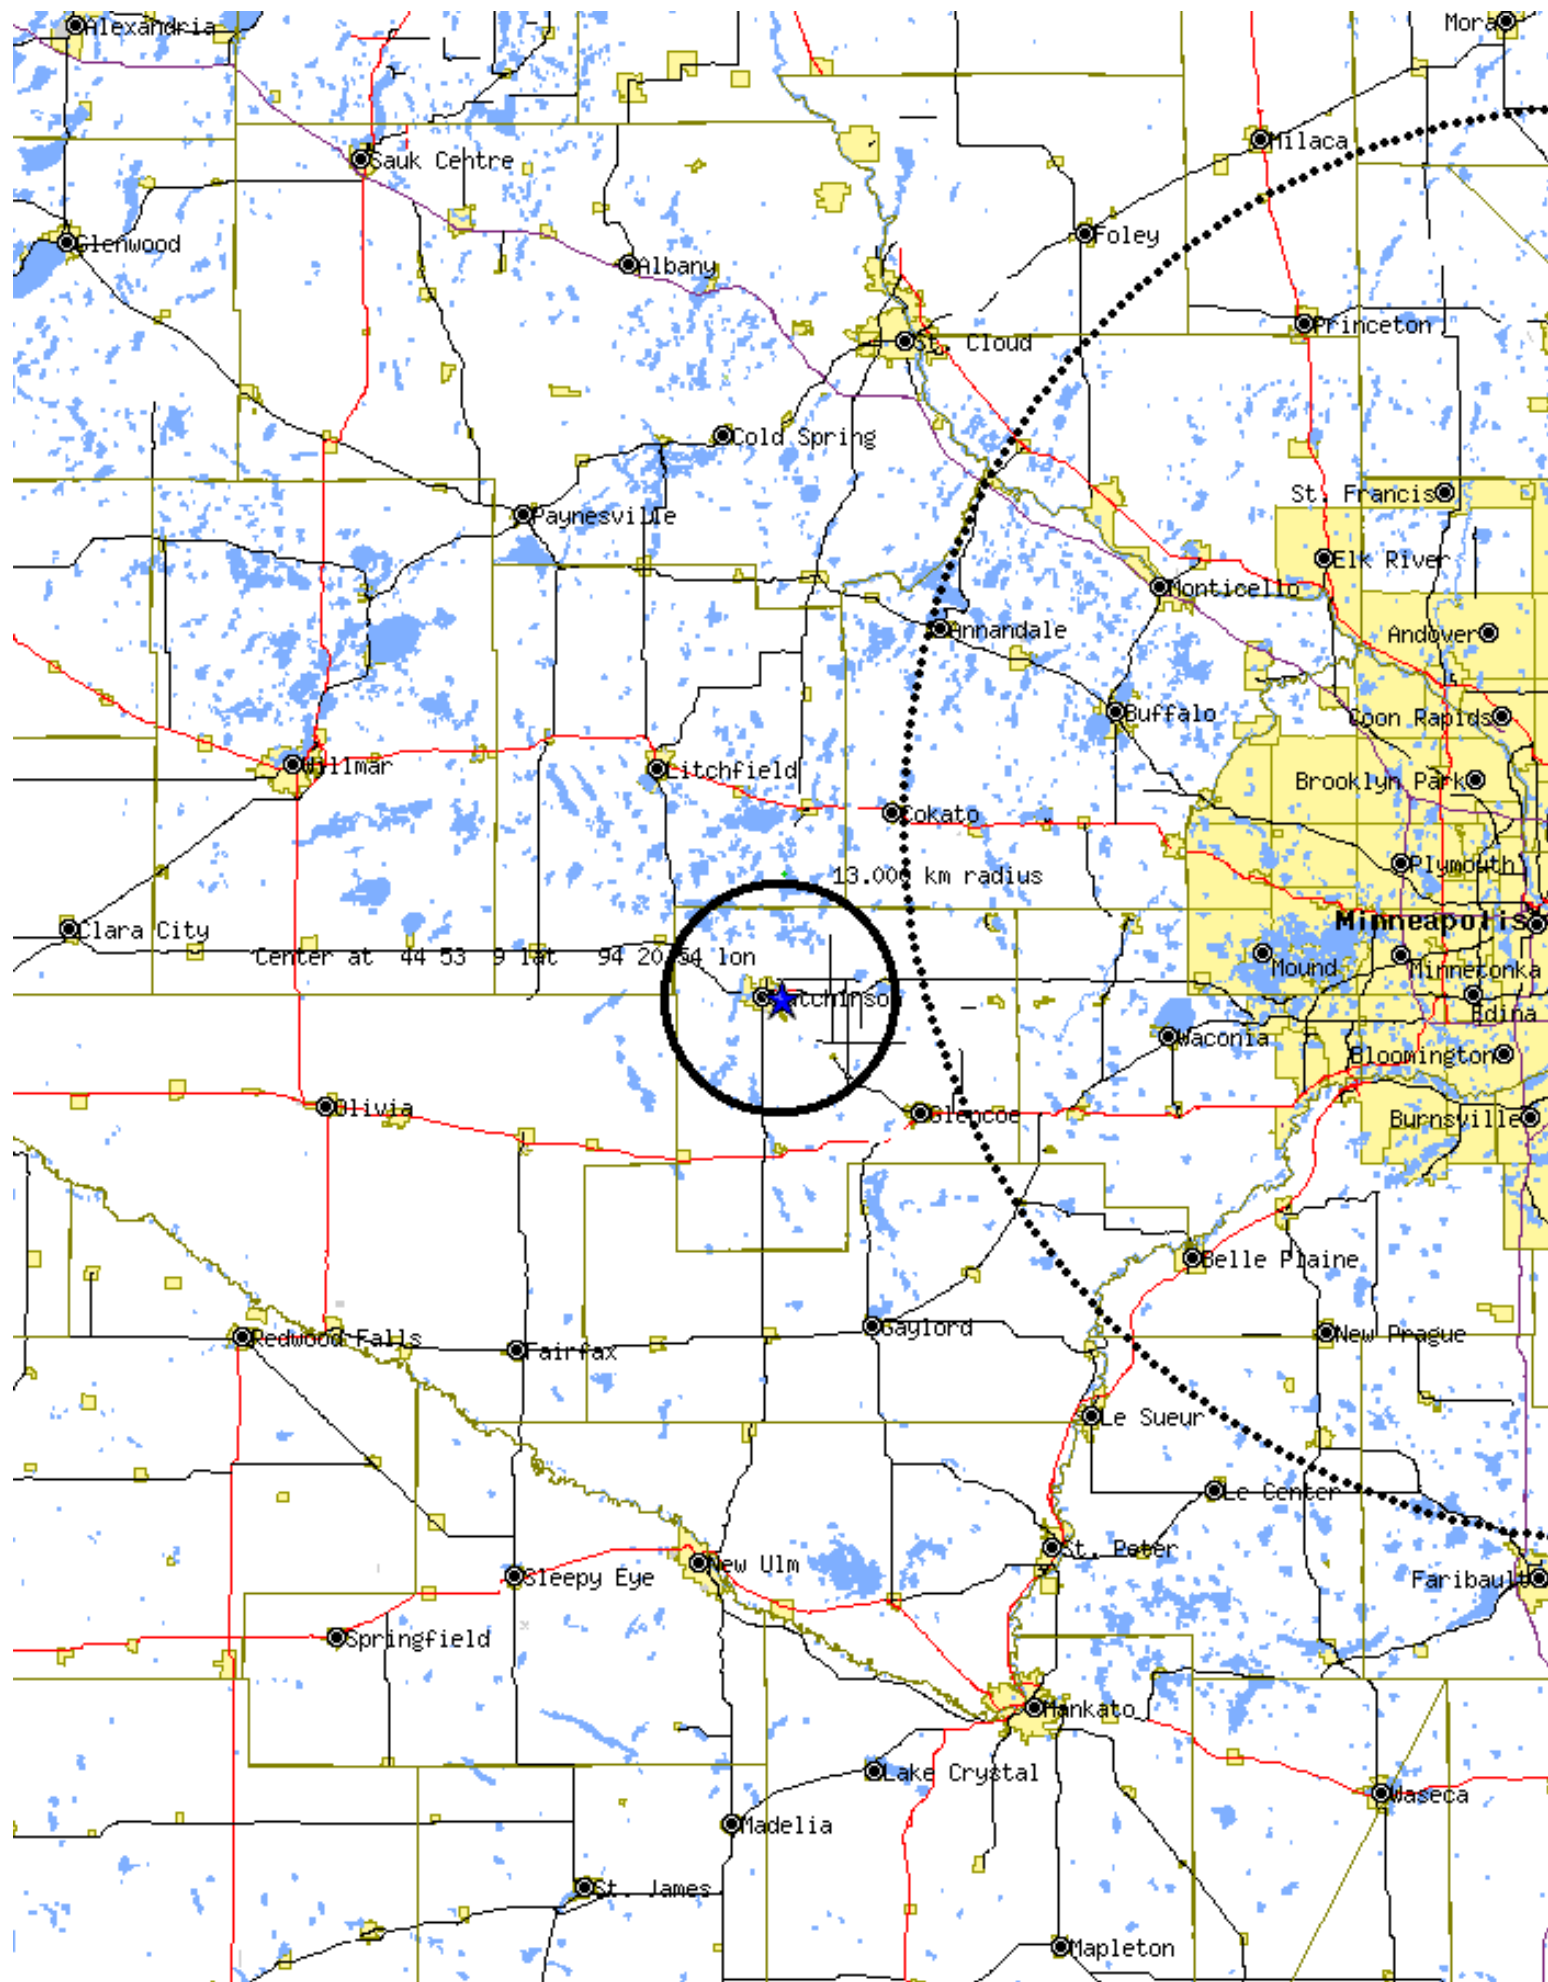 Alexandria
Mora
Milaca
Sauk Centre
Foley
Glenwood
Albany
Princeton
St. Cloud
Cold Spring
St. Francis
Paynesville
Elk River
Monticello
Annandale
Andover
Buffalo
Coon Rapids
Willmar
Litchfield
Brooklyn Park
Cokato
Plymouth
13.000 km radius
Minneapolis
Clara City
Center at 44 53 9 lat 94 20 54 lon
Mound
Minnetonka
Hutchinson
Edina
Waconia
Bloomington
Olivia
Glencoe
Burnsville
Belle Plaine
Gaylord
New Prague
Redwood Falls
Fairfax
Le Sueur
Le Center
St. Peter
New Ulm
Sleepy Eye
Faribault
Springfield
Mankato
Lake Crystal
Waseca
Madelia
St. James
Mapleton